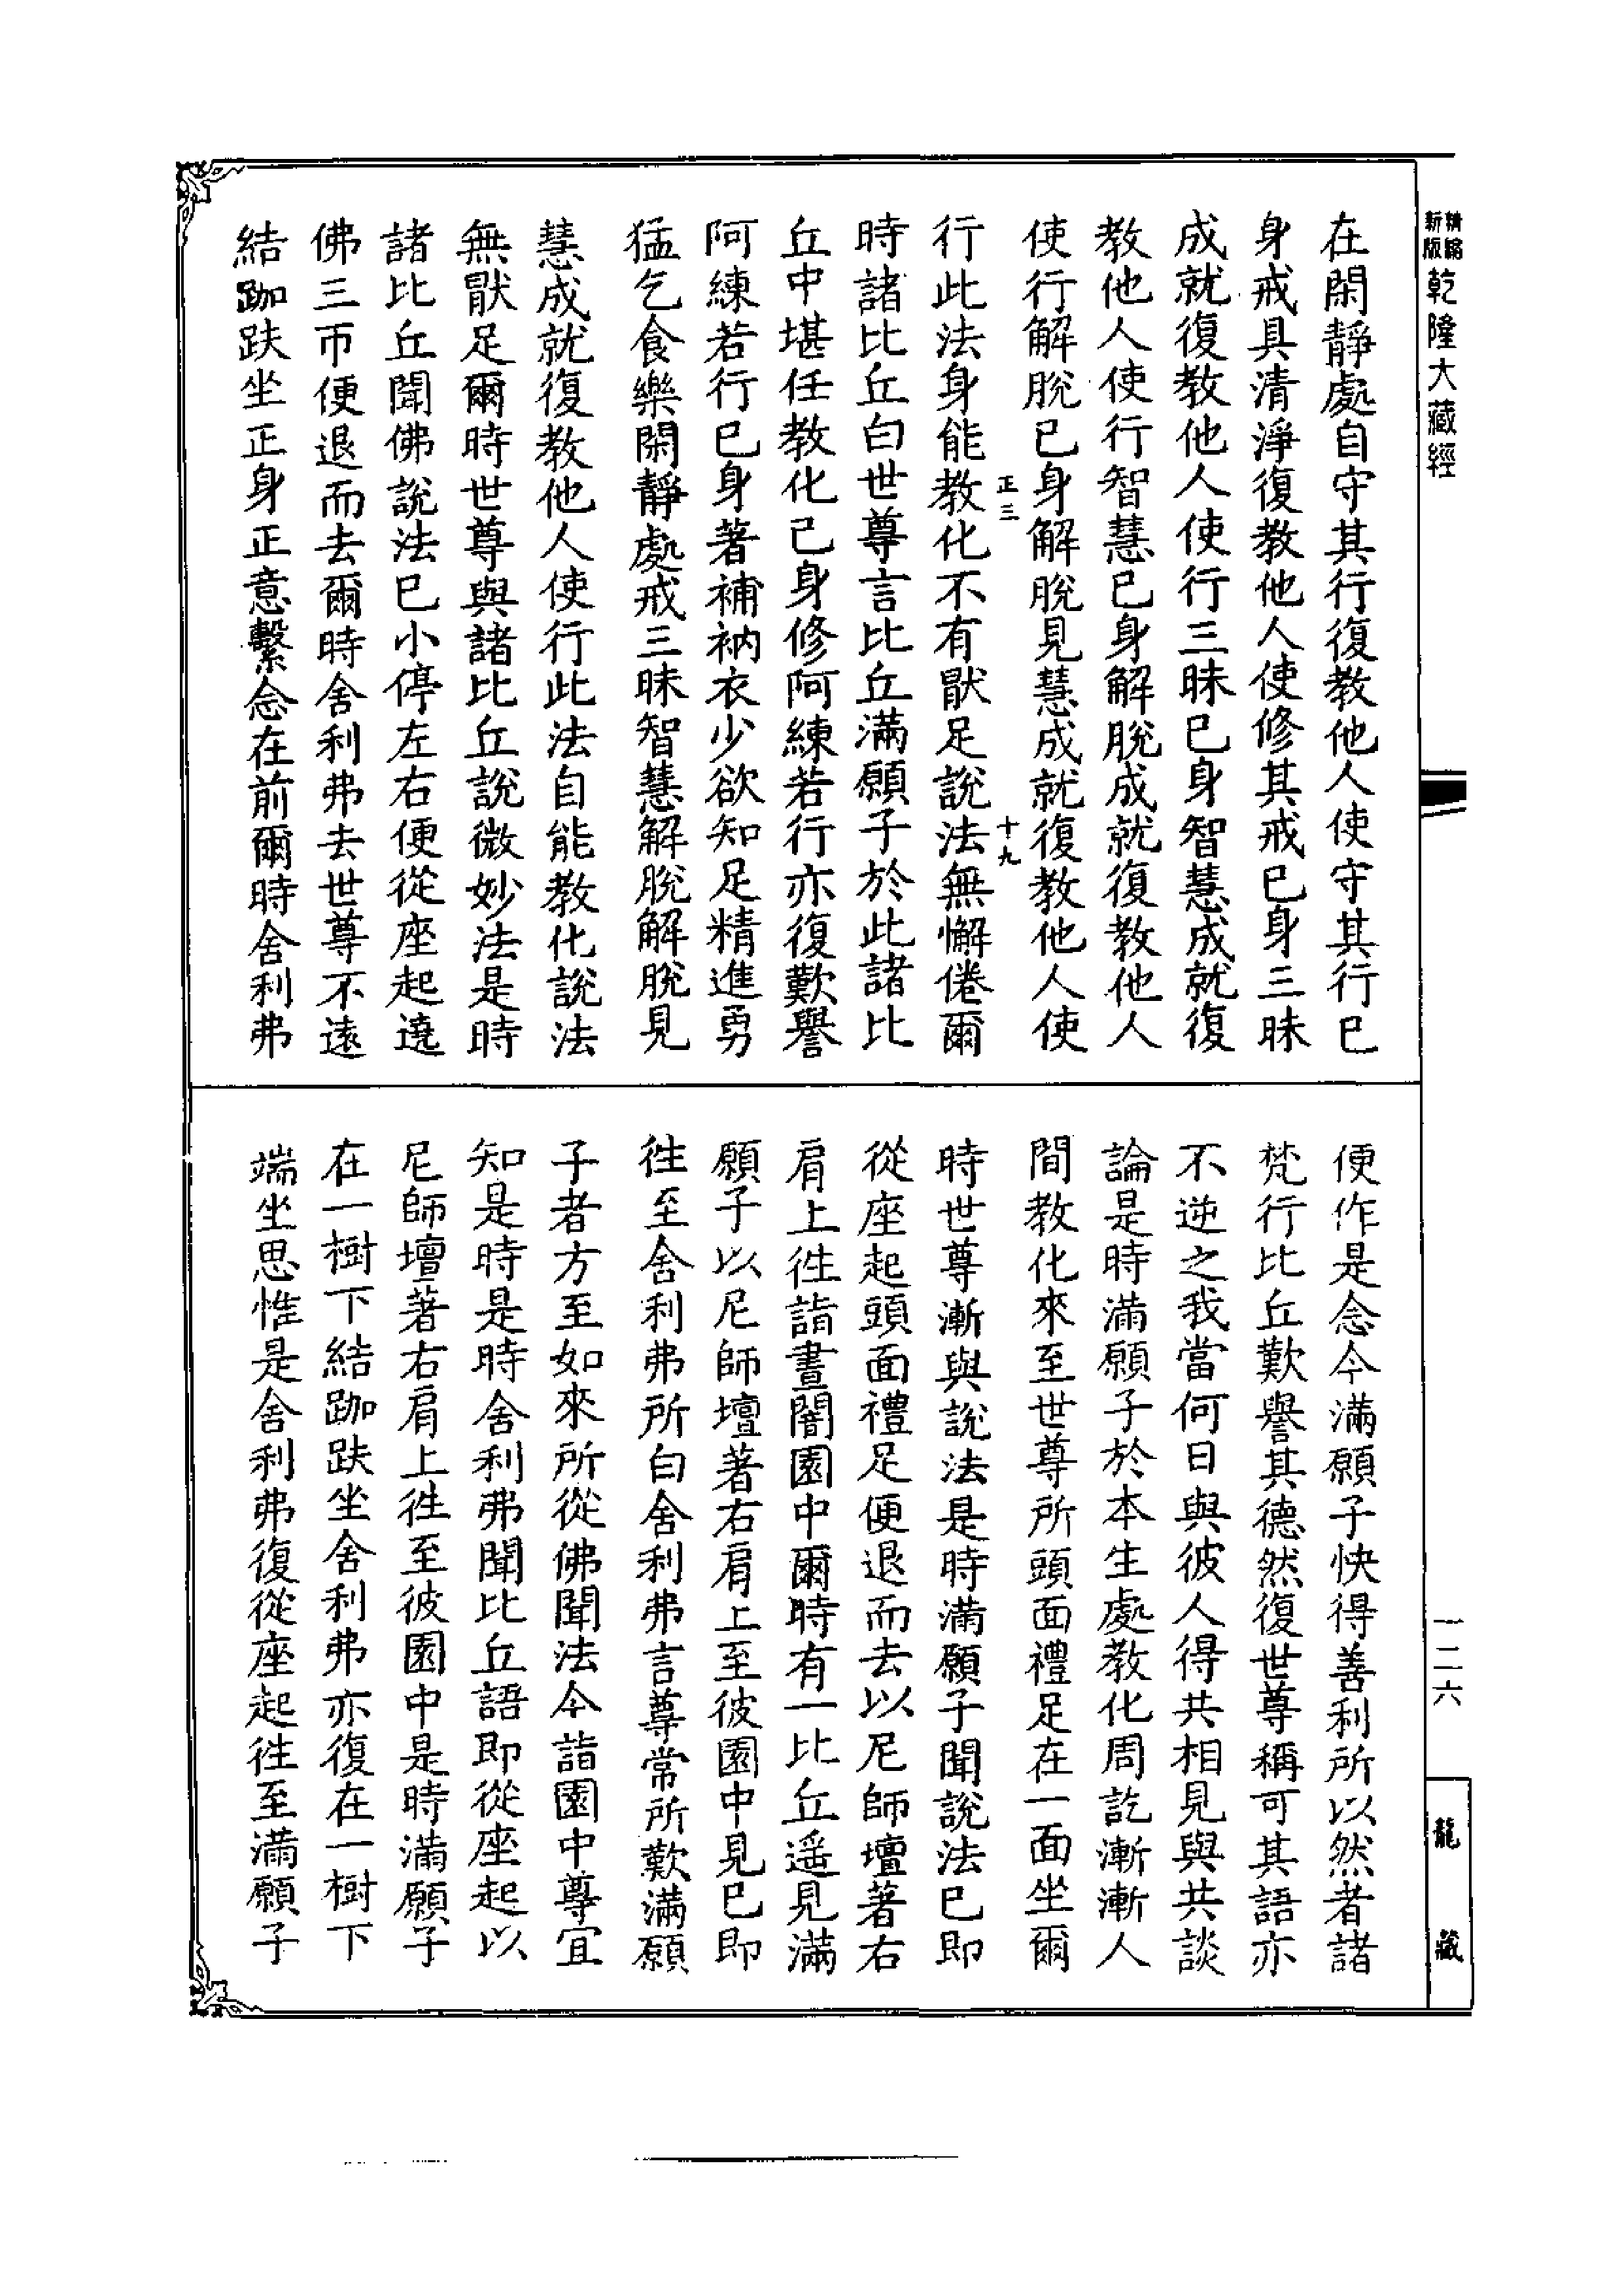 精縮
新版
乾隆大藏經
一二六
龍藏
在閑靜處自守其行復教他人使守其行已
身戒具清淨復教他人使修其戒已身三昧
成就復教他人使行三昧已身智慧成就復
教他人使行智慧已身解脫成就復教他人
使行解脫已身解脫見慧成就復教他人使
正三
十九
行此法身能教化不有猒足說法無懈倦爾
時諸比丘白世尊言比丘滿願子於此諸比
丘中堪任教化已身修阿練若行亦復歎譽
阿練若行已身著補衲衣少欲知足精進勇
猛乞食樂閑靜處戒三昧智慧解脫解脫見
慧成就復教他人使行此法自能教化說法
無猒足爾時世尊與諸比丘說微妙法是時
諸比丘聞佛說法已小停左右便從座起遶
佛三帀便退而去爾時舍利弗去世尊不遠
結跏趺坐正身正意繫念在前爾時舍利弗
便作是念今滿願子快得善利所以然者諸
梵行比丘歎譽其德然復世尊稱可其語亦
不逆之我當何日與彼人得共相見與共談
論是時滿願子於本生處教化周訖漸漸人
間教化來至世尊所頭面禮足在一面坐爾
時世尊漸與說法是時滿願子聞說法已即
從座起頭面禮足便退而去以尼師壇著右
肩上徃詣晝闇園中爾時有一比丘遥見滿
願子以尼師壇著右肩上至彼園中見已即
徃至舍利弗所白舍利弗言尊常所歎滿願
子者方至如來所從佛聞法今詣園中尊宜
知是時是時舍利弗聞比丘語即從座起以
尼師壇著右肩上徃至彼園中是時滿願子
在一樹下結跏趺坐舍利弗亦復在一樹下
端坐思惟是舍利弗復從座起徃至滿願子